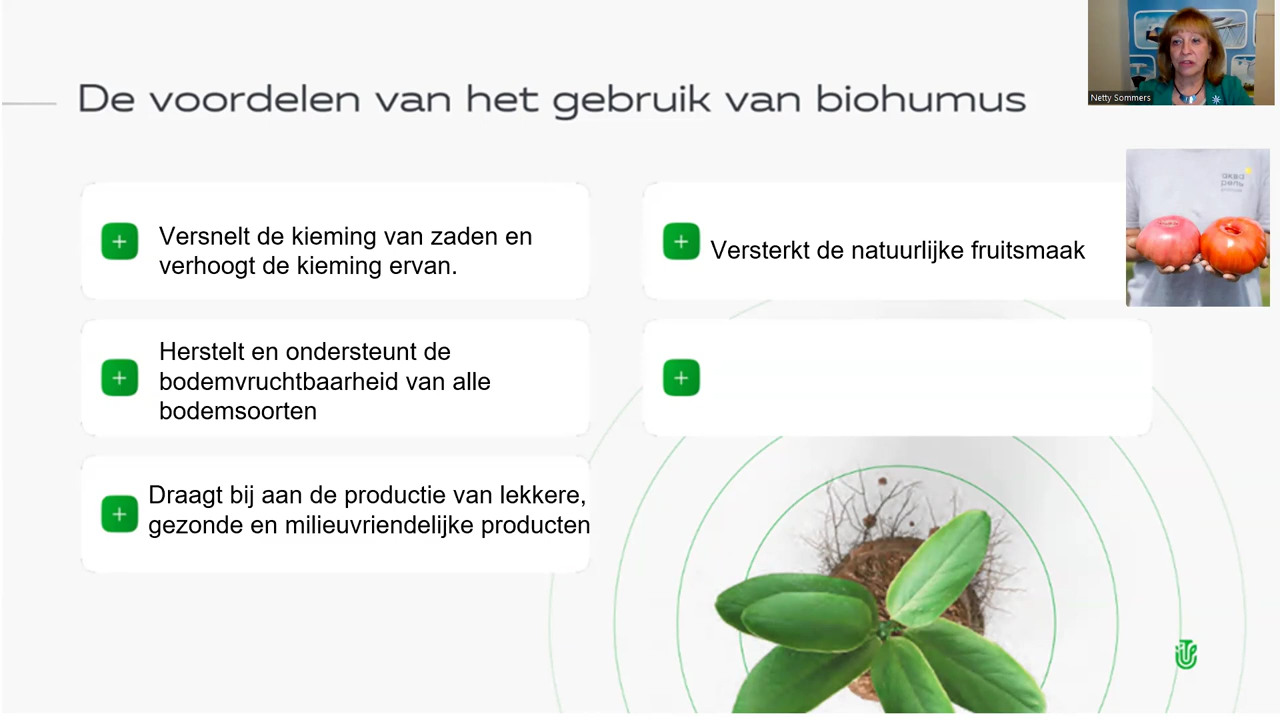 De voordelen van het gebruik van biohumus
Netty Sommers
Versnelt de kieming van zaden en
verhoogt de kieming ervan.
Versterkt de natuurlijke fruitsmaak
Herstelt en ondersteunt de
bodemvruchtbaarheid van alle
bodemsoorten
Draagt bij aan de productie van lekkere,
gezonde en milieuvriendelijke producten